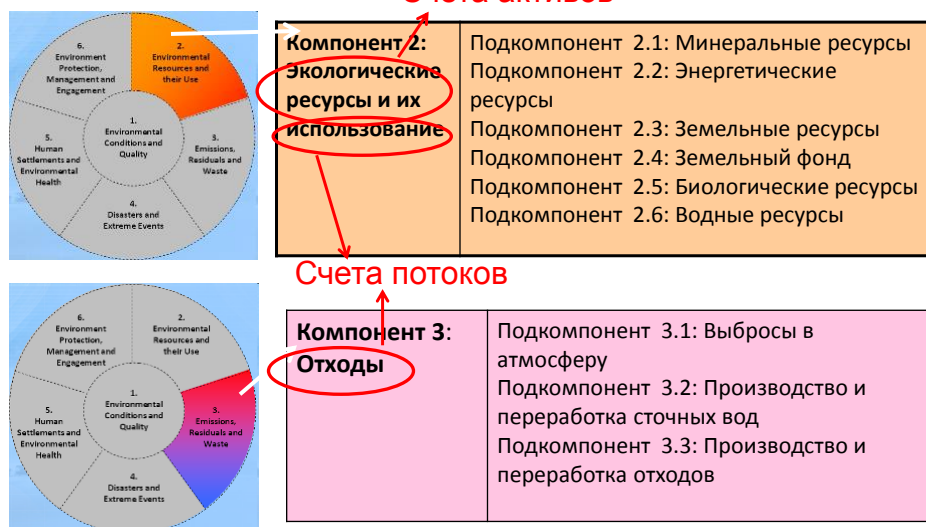 Счета активов
6.
Environment
Protection,
Management and
Engagement
2.
Environmental
Resources and
their Use
1.
Environmental
Conditions and
Quality
5.
Human
Settlements and
Environmental
Health
3.
Emissions,
Residuals and
Waste
4.
Disasters and
Extreme Events
Компонент 2:
Экологические
ресурсы и их
использование
Подкомпонент 2.1: Минеральные ресурсы
Подкомпонент 2.2: Энергетические
ресурсы
Подкомпонент 2.3: Земельные ресурсы
Подкомпонент 2.4: Земельный фонд
Подкомпонент 2.5: Биологические ресурсы
Подкомпонент 2.6: Водные ресурсы
Счета потоков
6.
Environment
Protection,
Management and
Engagement
2.
Environmental
Resources and
their Use
1.
Environmental
Conditions and
Quality
5.
Human
Settlements and
Environmental
Health
3.
Emissions,
Residuals and
Waste
4.
Disasters and
Extreme Events
Компонент 3:
Отходы
Подкомпонент 3.1: Выбросы в
атмосферу
Подкомпонент 3.2: Производство и
переработка сточных вод
Подкомпонент 3.3: Производство и
переработка отходов